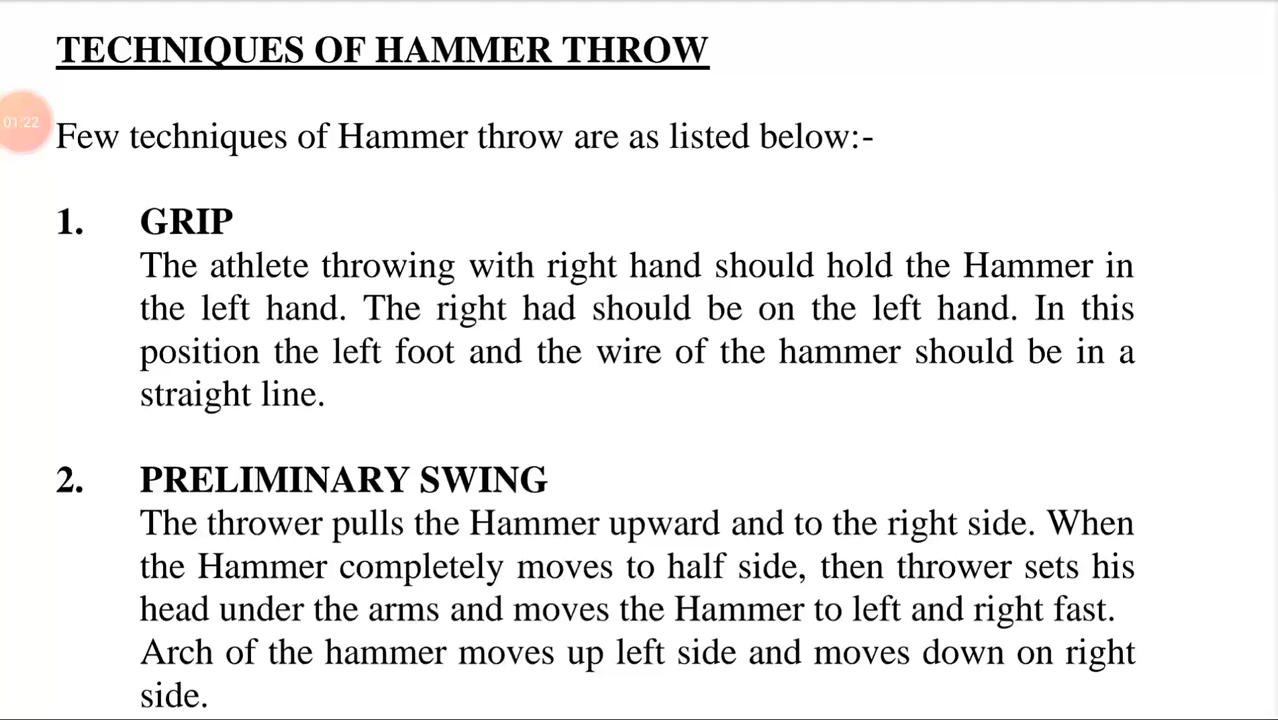 TECHNIQUES OF HAMMER THROW
01:22
Few techniques of Hammer throw are as listed below:-
1. GRIP
The athlete throwing with right hand should hold the Hammer in
the left hand. The right had should be on the left hand. In this
position the left foot and the wire of the hammer should be in a
straight line.
2. PRELIMINARY SWING
The thrower pulls the Hammer upward and to the right side. When
the Hammer completely moves to half side, then thrower sets his
head under the arms and moves the Hammer to left and right fast.
Arch of the hammer moves up left side and moves down on right
side.